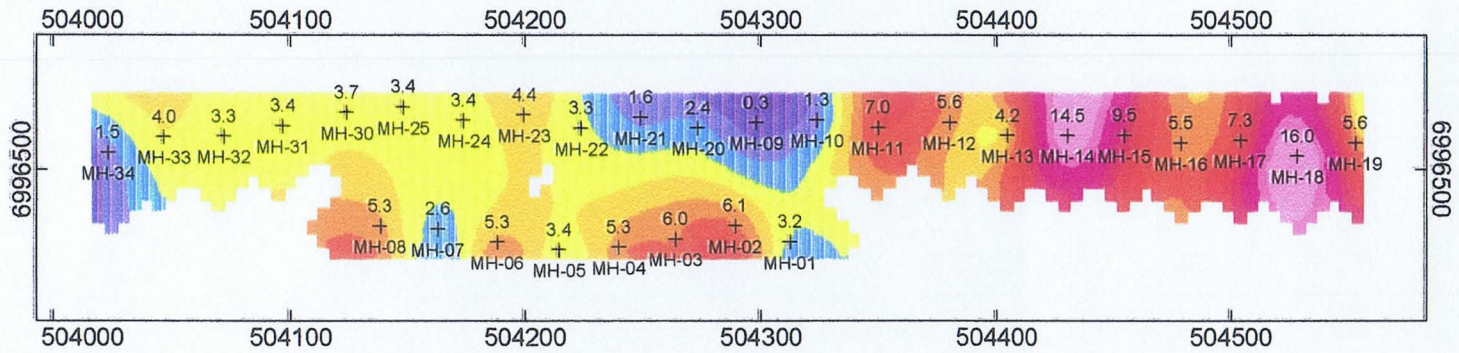 504000 504100 504200 504300 504400 504500
6996500
6996500
1.5
MH-34
4.0
MH-33
3.3
MH-32
3.4
MH-31
3.7
MH-30
3.4
MH-25
3.4
MH-24
4.4
MH-23
3.3
MH-22
1.6
MH-21
2.4
MH-20
0.3
MH-09
1.3
MH-10
7.0
MH-11
5.6
MH-12
4.2
MH-13
14.5
MH-14
9.5
MH-15
5.5
MH-16
7.3
MH-17
16.0
MH-18
5.6
MH-19
5.3
MH-08
2.6
MH-07
5.3
MH-06
3.4
MH-05
5.3
MH-04
6.0
MH-03
6.1
MH-02
3.2
MH-01
504000 504100 504200 504300 504400 504500